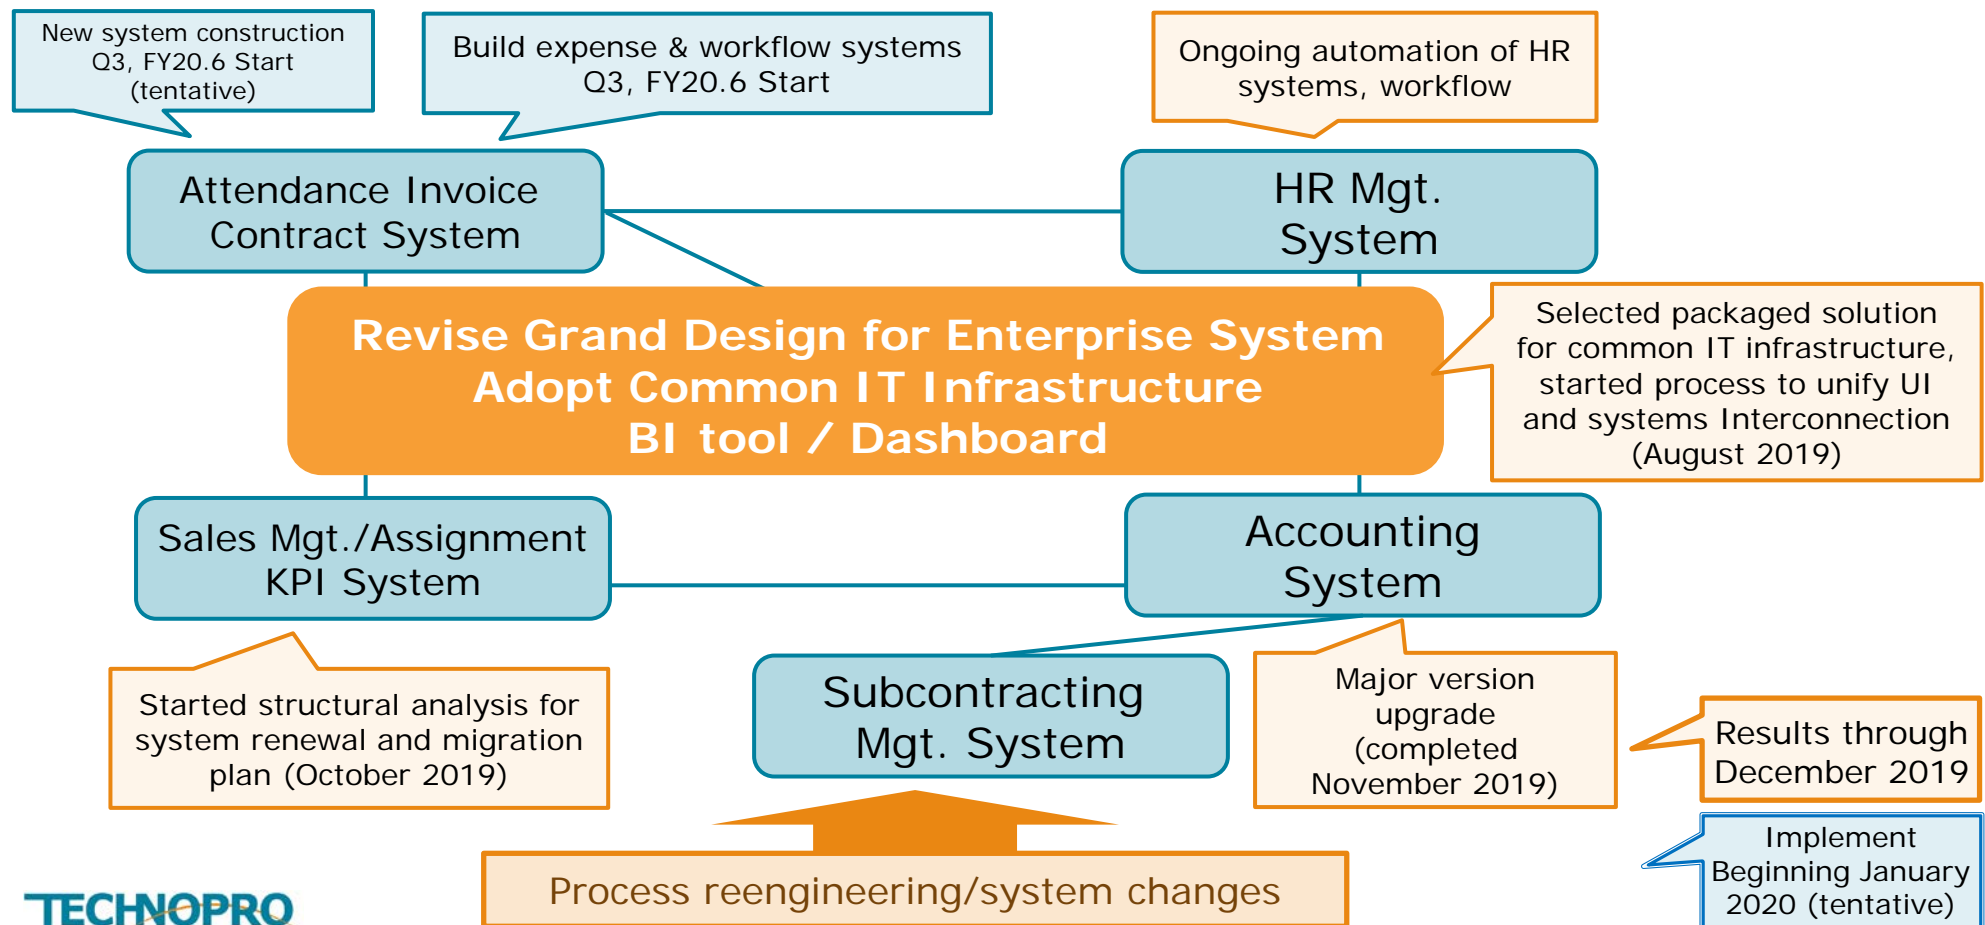 New system construction
Q3, FY20.6 Start
(tentative)
Build expense & workflow systems
Q3, FY20.6 Start
Ongoing automation of HR
systems, workflow
Attendance Invoice
Contract System
HR Mgt.
System
Revise Grand Design for Enterprise System
Adopt Common IT Infrastructure
BI tool / Dashboard
Selected packaged solution
for common IT infrastructure,
started process to unify UI
and systems Interconnection
(August 2019)
Sales Mgt./Assignment
KPI System
Accounting
System
Started structural analysis for
system renewal and migration
plan (October 2019)
Subcontracting
Mgt. System
Major version
upgrade
(completed
November 2019)
Results through
December 2019
Implement
Beginning January
2020 (tentative)
Process reengineering/system changes
TECHNOPRO